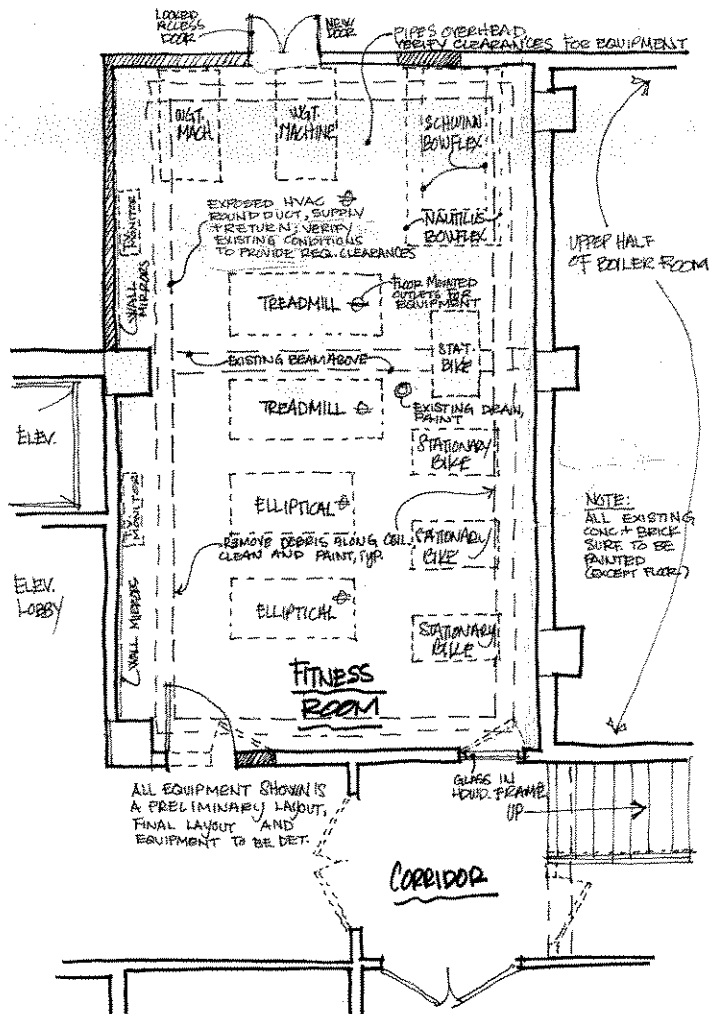 LOCKED
ACCESS
DOOR
NEW
DOOR
PIPES OVERHEAD,
VERIFY CLEARANCES FOR EQUIPMENT
WGT.
MACH.
WGT.
MACHINE
SCHWINN
BOWFLEX
NAUTILUS
BOWFLEX
EXPOSED HVAC
ROUND DUCT, SUPPLY
+ RETURN; VERIFY
EXISTING CONDITIONS
TO PROVIDE REQ. CLEARANCES
TV MONITOR
WALL
MIRRORS
UPPER HALF
OF BOILER ROOM
TREADMILL
FLOOR MOUNTED
OUTLETS FOR
EQUIPMENT
EXISTING BEAM ABOVE
STAT.
BIKE
TREADMILL
EXISTING DRAIN,
PAINT
ELEV.
STATIONARY
BIKE
ELLIPTICAL
T.V. MONITOR
NOTE:
ALL EXISTING
CONC. + BRICK
SURF. TO BE
PAINTED
(EXCEPT FLOOR)
REMOVE DEBRIS ALONG CEIL.
CLEAN AND PAINT, TYP.
STATIONARY
BIKE
ELEV.
LOBBY
WALL MIRRORS
ELLIPTICAL
STATIONARY
BIKE
FITNESS
ROOM
ALL EQUIPMENT SHOWN IS
A PRELIMINARY LAYOUT,
FINAL LAYOUT AND
EQUIPMENT TO BE DET.
GLASS IN
FRAME
UP
CORRIDOR